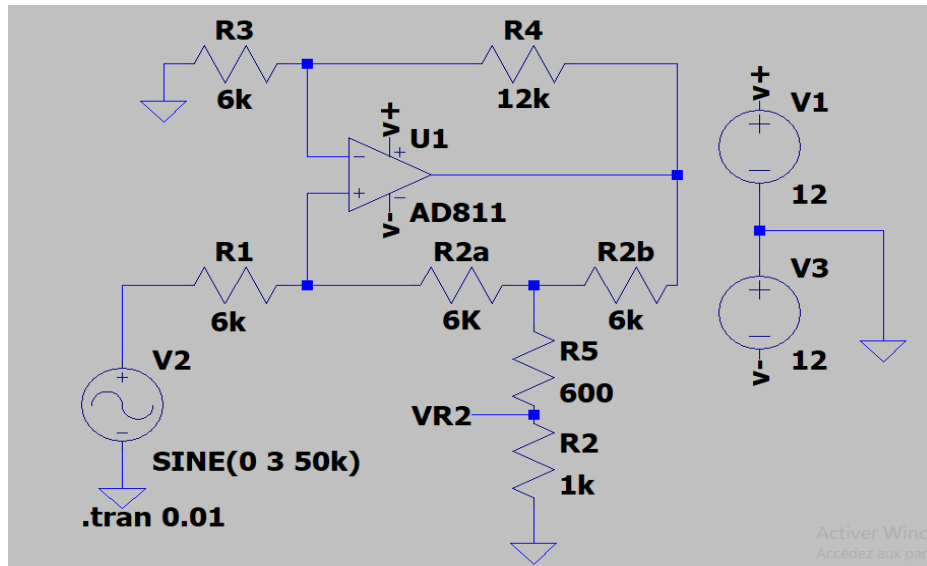 R3
6k
R4
12k
v+
U1
AD811
v-
R1
6k
R2a
6K
R2b
6k
R5
600
VR2
R2
1k
V2
SINE(0 3 50k)
.tran 0.01
v+
V1
12
V3
12
v-
Activer Wind
Accédez aux par